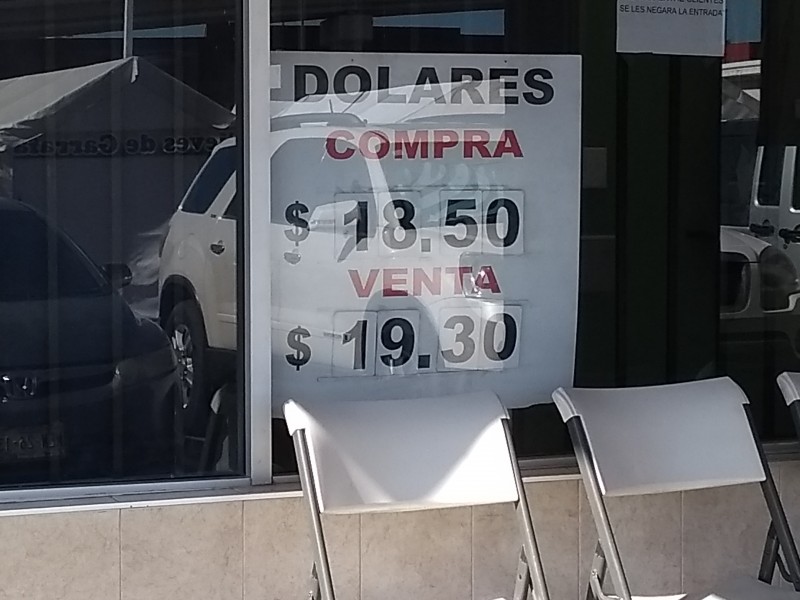 SE LES NEGARA LA ENTRADA
DOLARES
COMPRA
$ 18.50
VENTA
$ 19.30